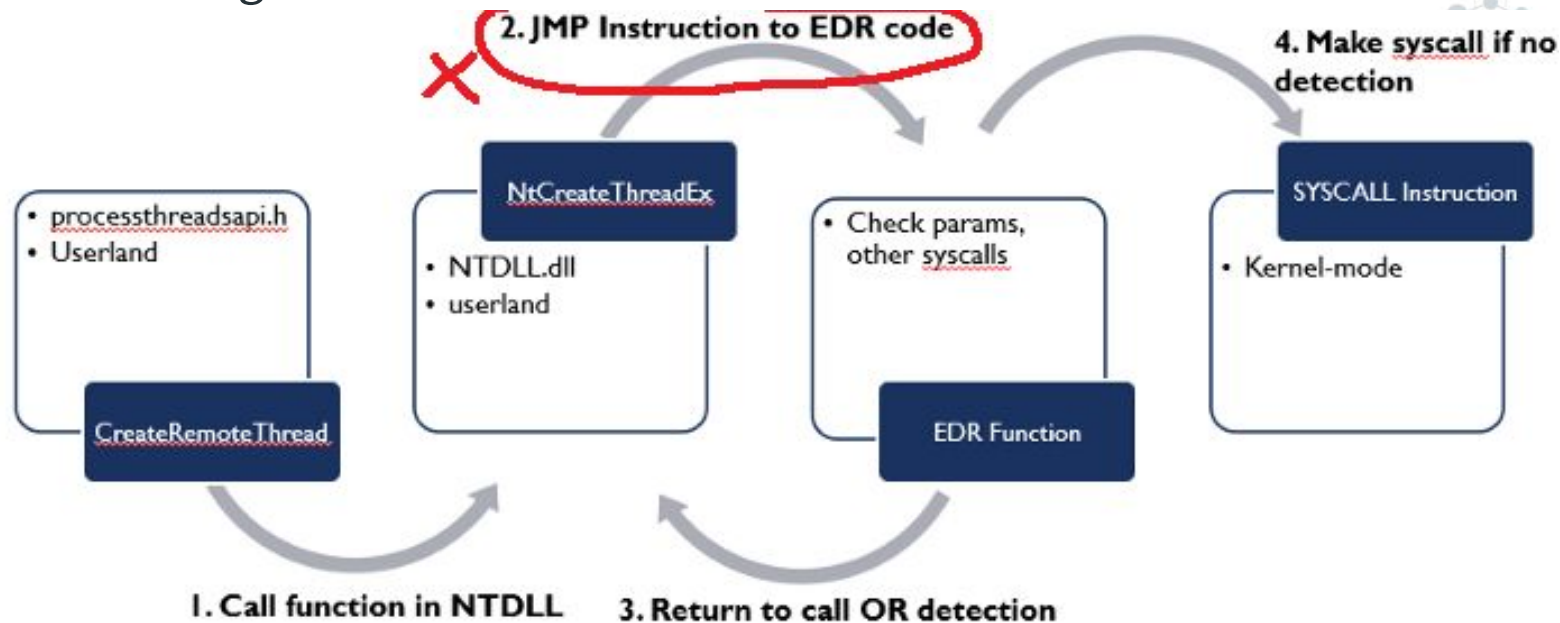 2. JMP Instruction to EDR code
4. Make syscall if no
detection
NtCreateThreadEx
SYSCALL Instruction
• processthreadsapi.h
• Userland
• NTDLL.dll
• userland
• Check params,
other syscalls
• Kernel-mode
CreateRemoteThread
EDR Function
1. Call function in NTDLL
3. Return to call OR detection